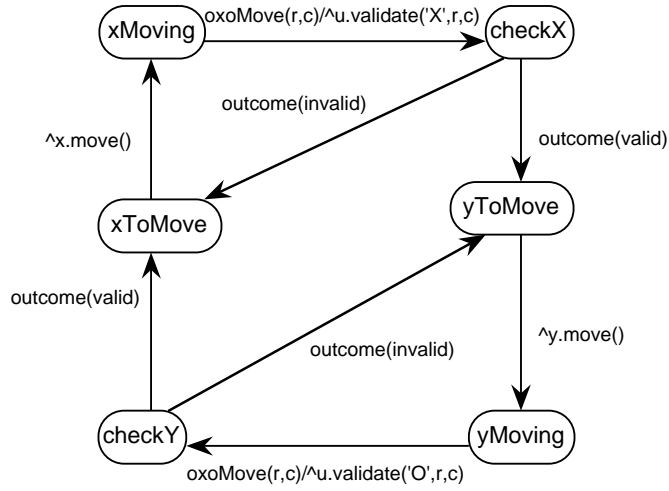 oxoMove(r,c)/^u.validate('X',r,c)
xMoving
checkX
outcome(invalid)
^x.move()
outcome(valid)
xToMove
yToMove
outcome(valid)
^y.move()
outcome(invalid)
checkY
yMoving
oxoMove(r,c)/^u.validate('O',r,c)